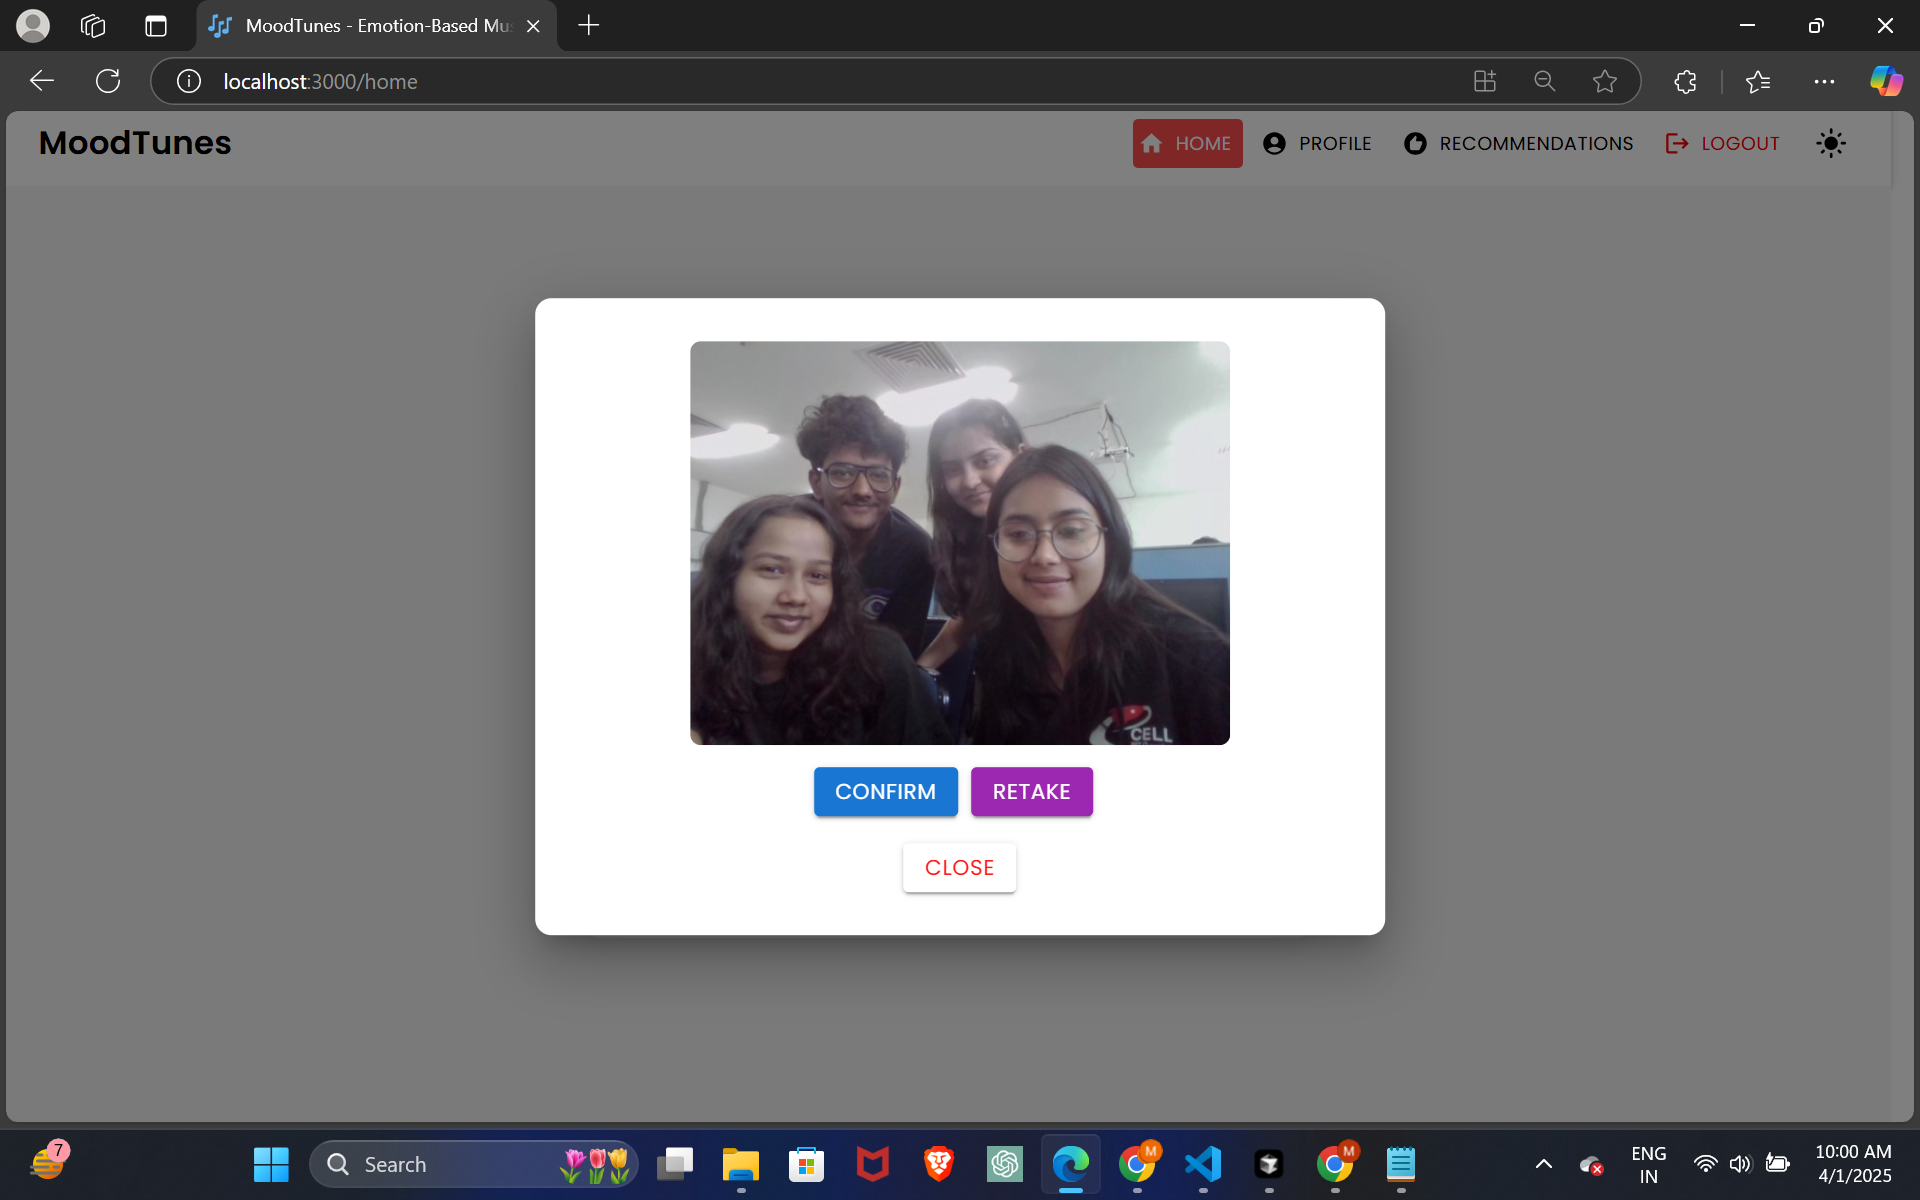 MoodTunes - Emotion-Based Mu
localhost:3000/home
MoodTunes
HOME
PROFILE
RECOMMENDATIONS
LOGOUT
CELL
CONFIRM
RETAKE
CLOSE
7
Search
M
M
ENG
IN
10:00 AM
4/1/2025